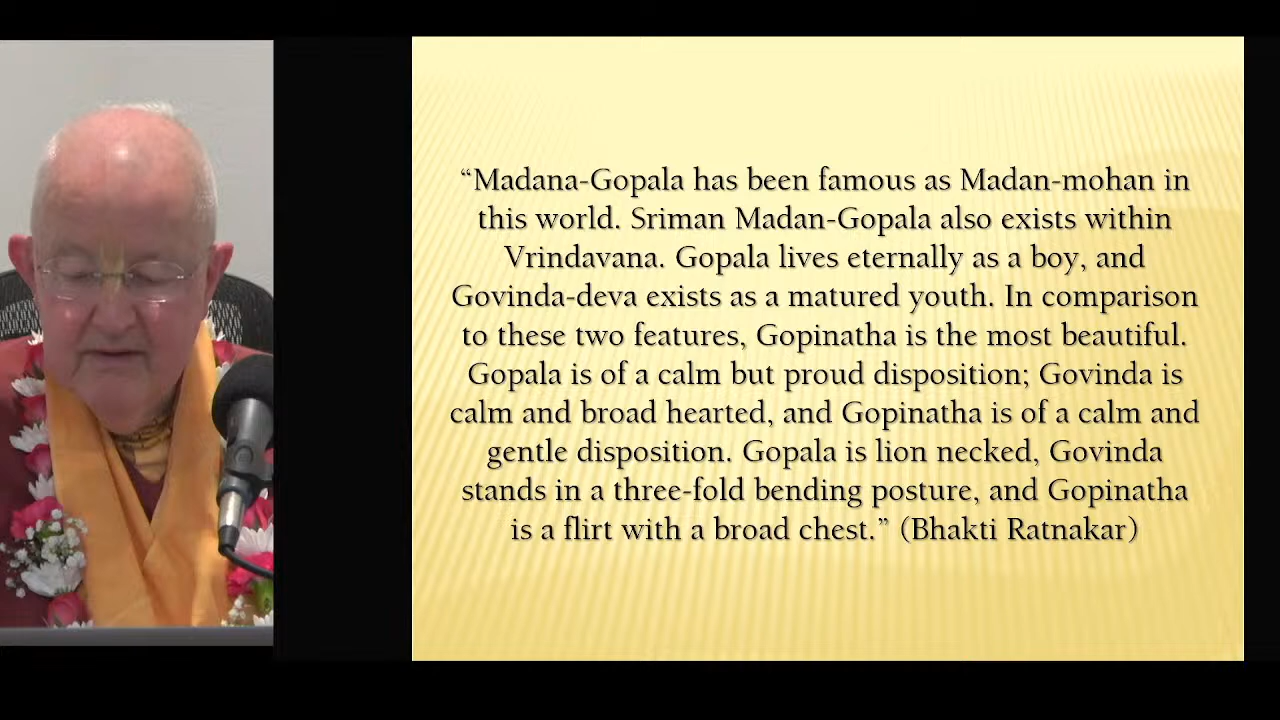 “Madana-Gopala has been famous as Madan-mohan in
this world. Sriman Madan-Gopala also exists within
Vrindavana. Gopala lives eternally as a boy, and
Govinda-deva exists as a matured youth. In comparison
to these two features, Gopinatha is the most beautiful.
Gopala is of a calm but proud disposition; Govinda is
calm and broad hearted, and Gopinatha is of a calm and
gentle disposition. Gopala is lion necked, Govinda
stands in a three-fold bending posture, and Gopinatha
is a flirt with a broad chest.” (Bhakti Ratnakar)